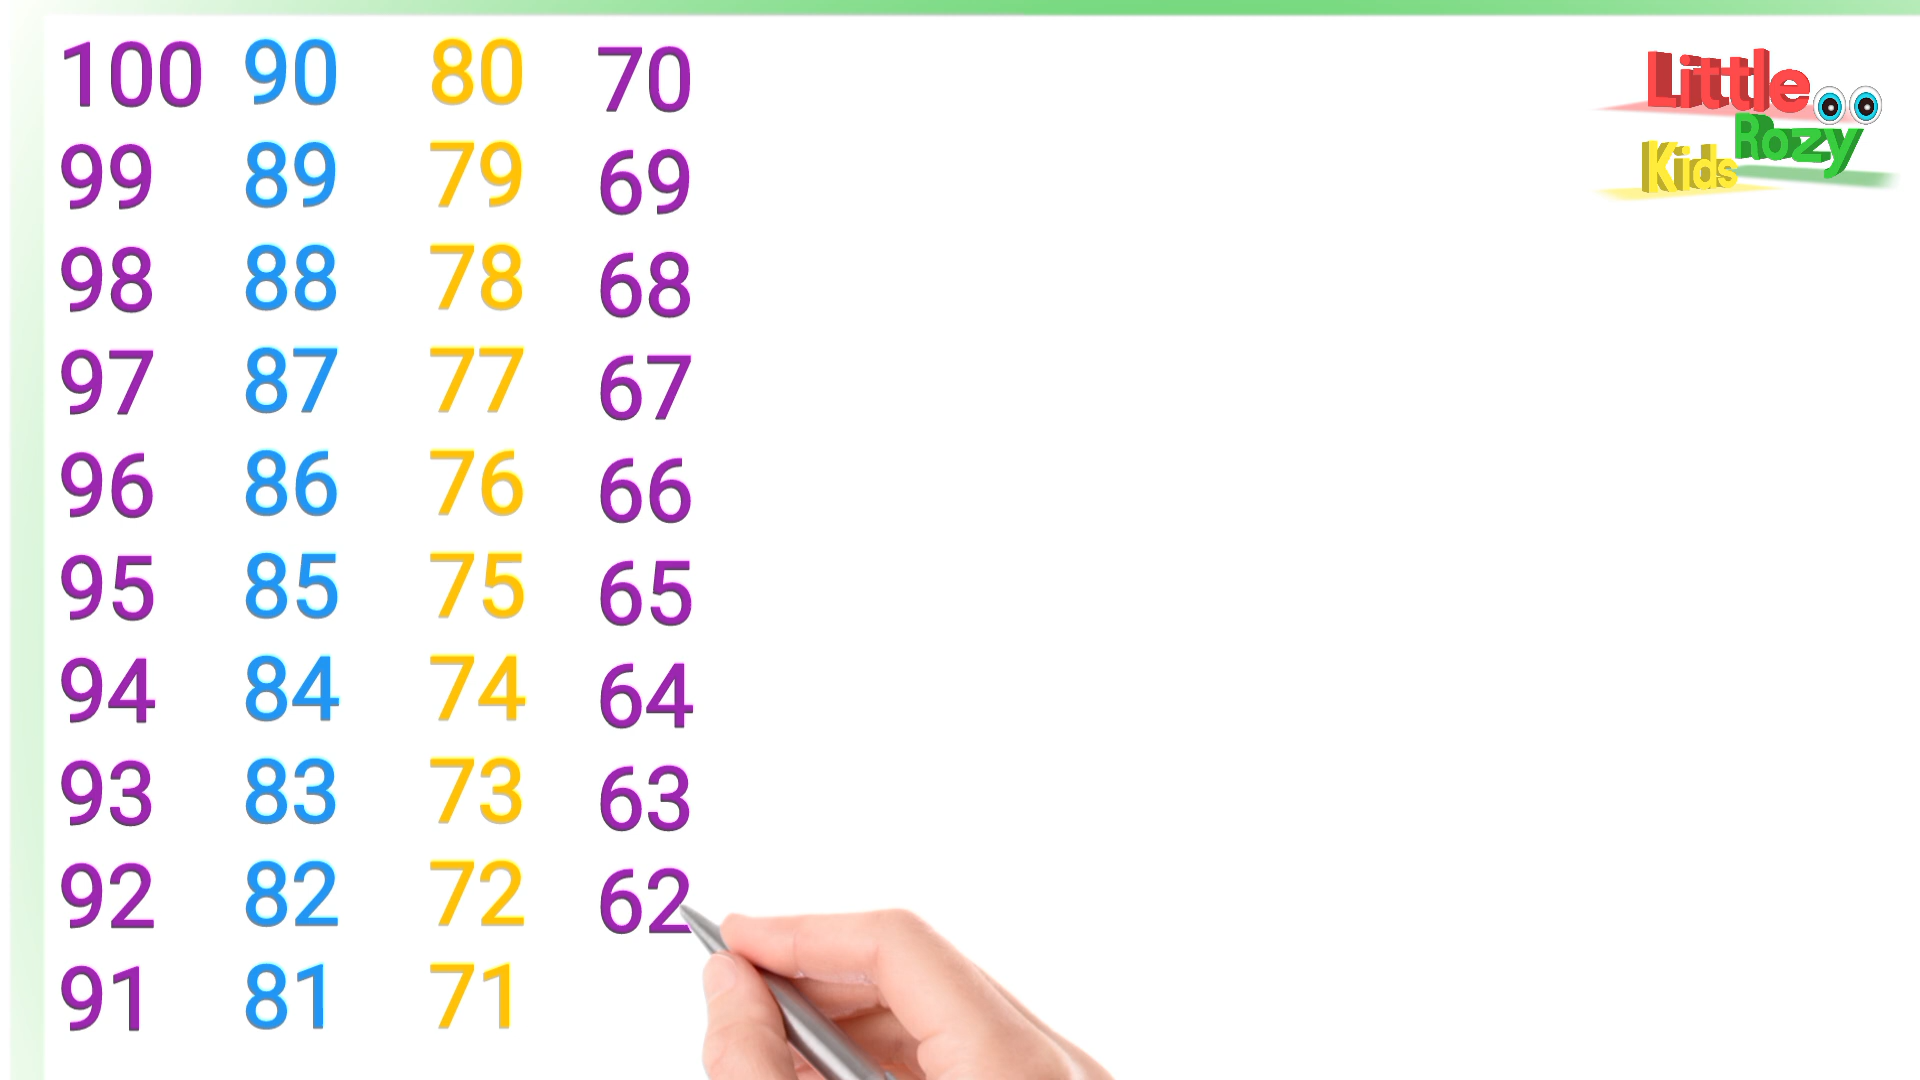 100 90 80 70
99 89 79 69
98 88 78 68
97 87 77 67
96 86 76 66
95 85 75 65
94 84 74 64
93 83 73 63
92 82 72 62
91 81 71
Little
Rozy
Kids